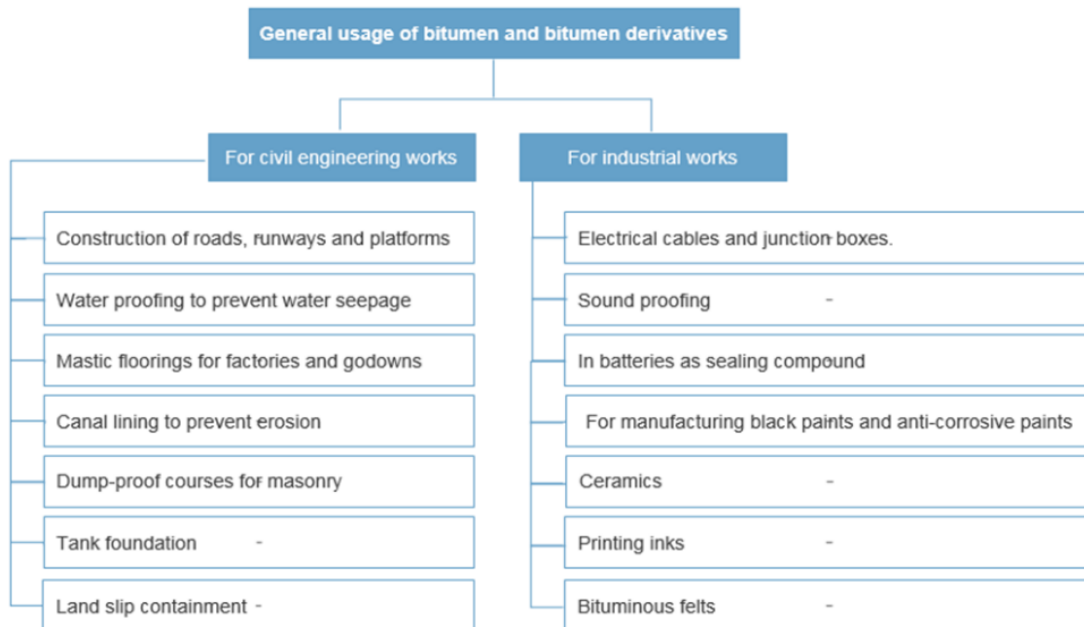 General usage of bitumen and bitumen derivatives
For civil engineering works
Construction of roads, runways and platforms
Water proofing to prevent water seepage
Mastic floorings for factories and godowns
Canal lining to prevent erosion
Dump-proof courses for masonry
Tank foundation -
Land slip containment -
For industrial works
Electrical cables and junction boxes.
Sound proofing -
In batteries as sealing compound
For manufacturing black paints and anti-corrosive paints
Ceramics -
Printing inks -
Bituminous felts -